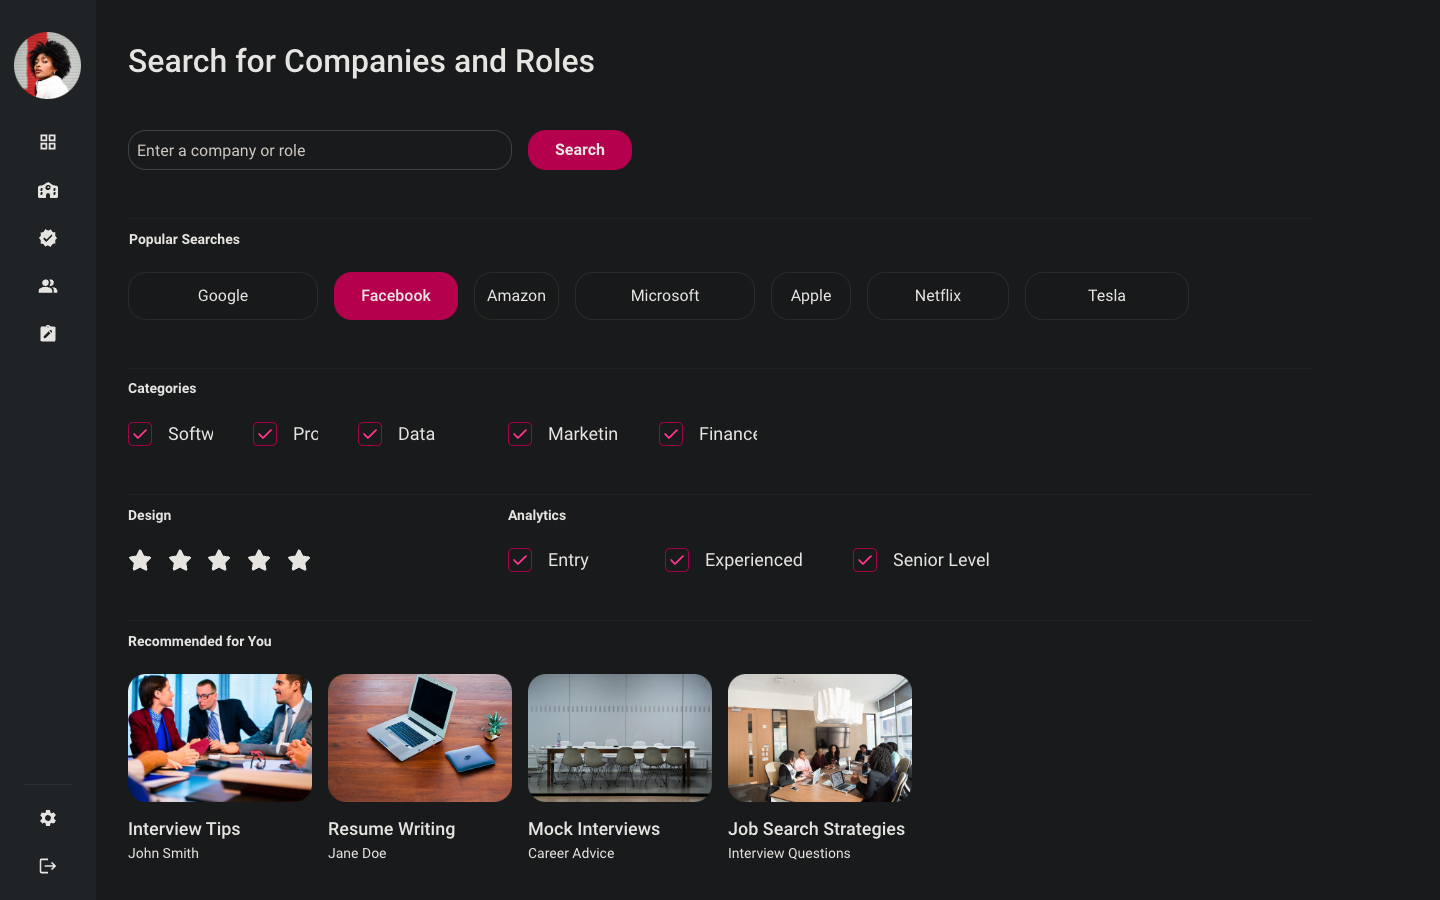 Search for Companies and Roles
Enter a company or role
Search
Popular Searches
Google
Facebook
Amazon
Microsoft
Apple
Netflix
Tesla
Categories
Softw
Pro
Data
Marketin
Finance
Design
Analytics
Entry
Experienced
Senior Level
Recommended for You
Interview Tips
John Smith
Resume Writing
Jane Doe
Mock Interviews
Career Advice
Job Search Strategies
Interview Questions